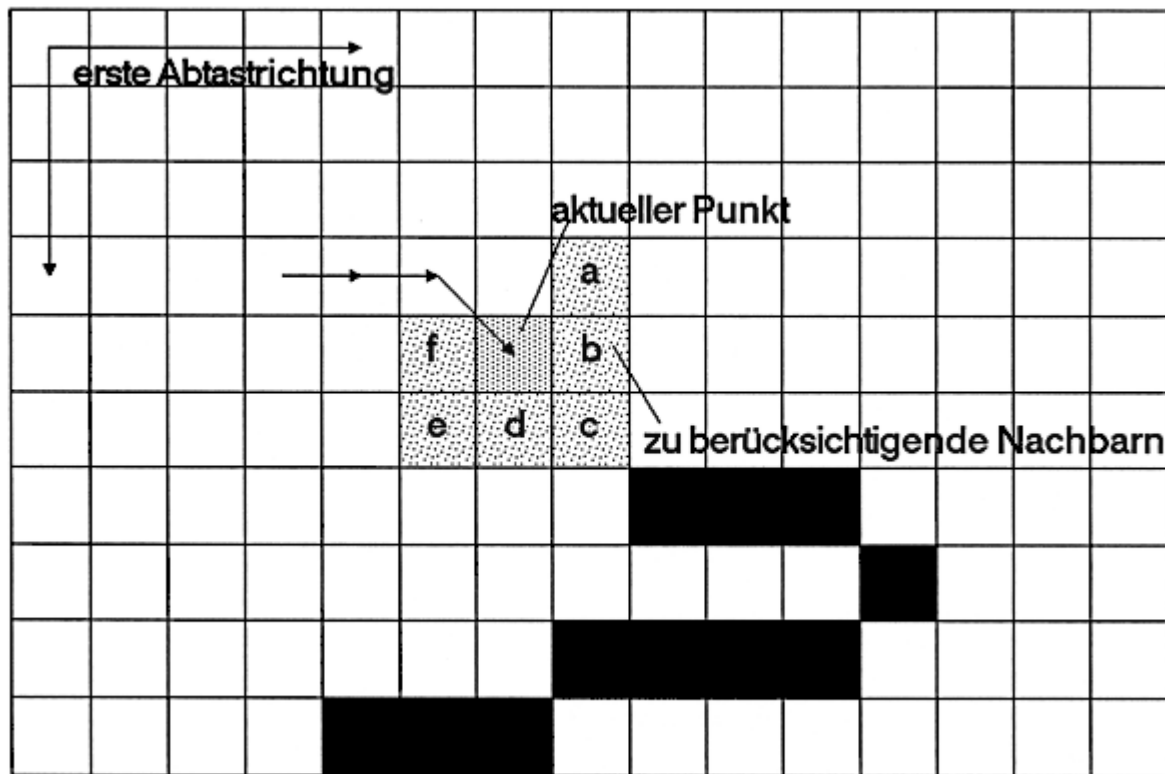 erste Abtastrichtung
aktueller Punkt
a
f
b
e
d
c
zu berücksichtigende Nachbarn